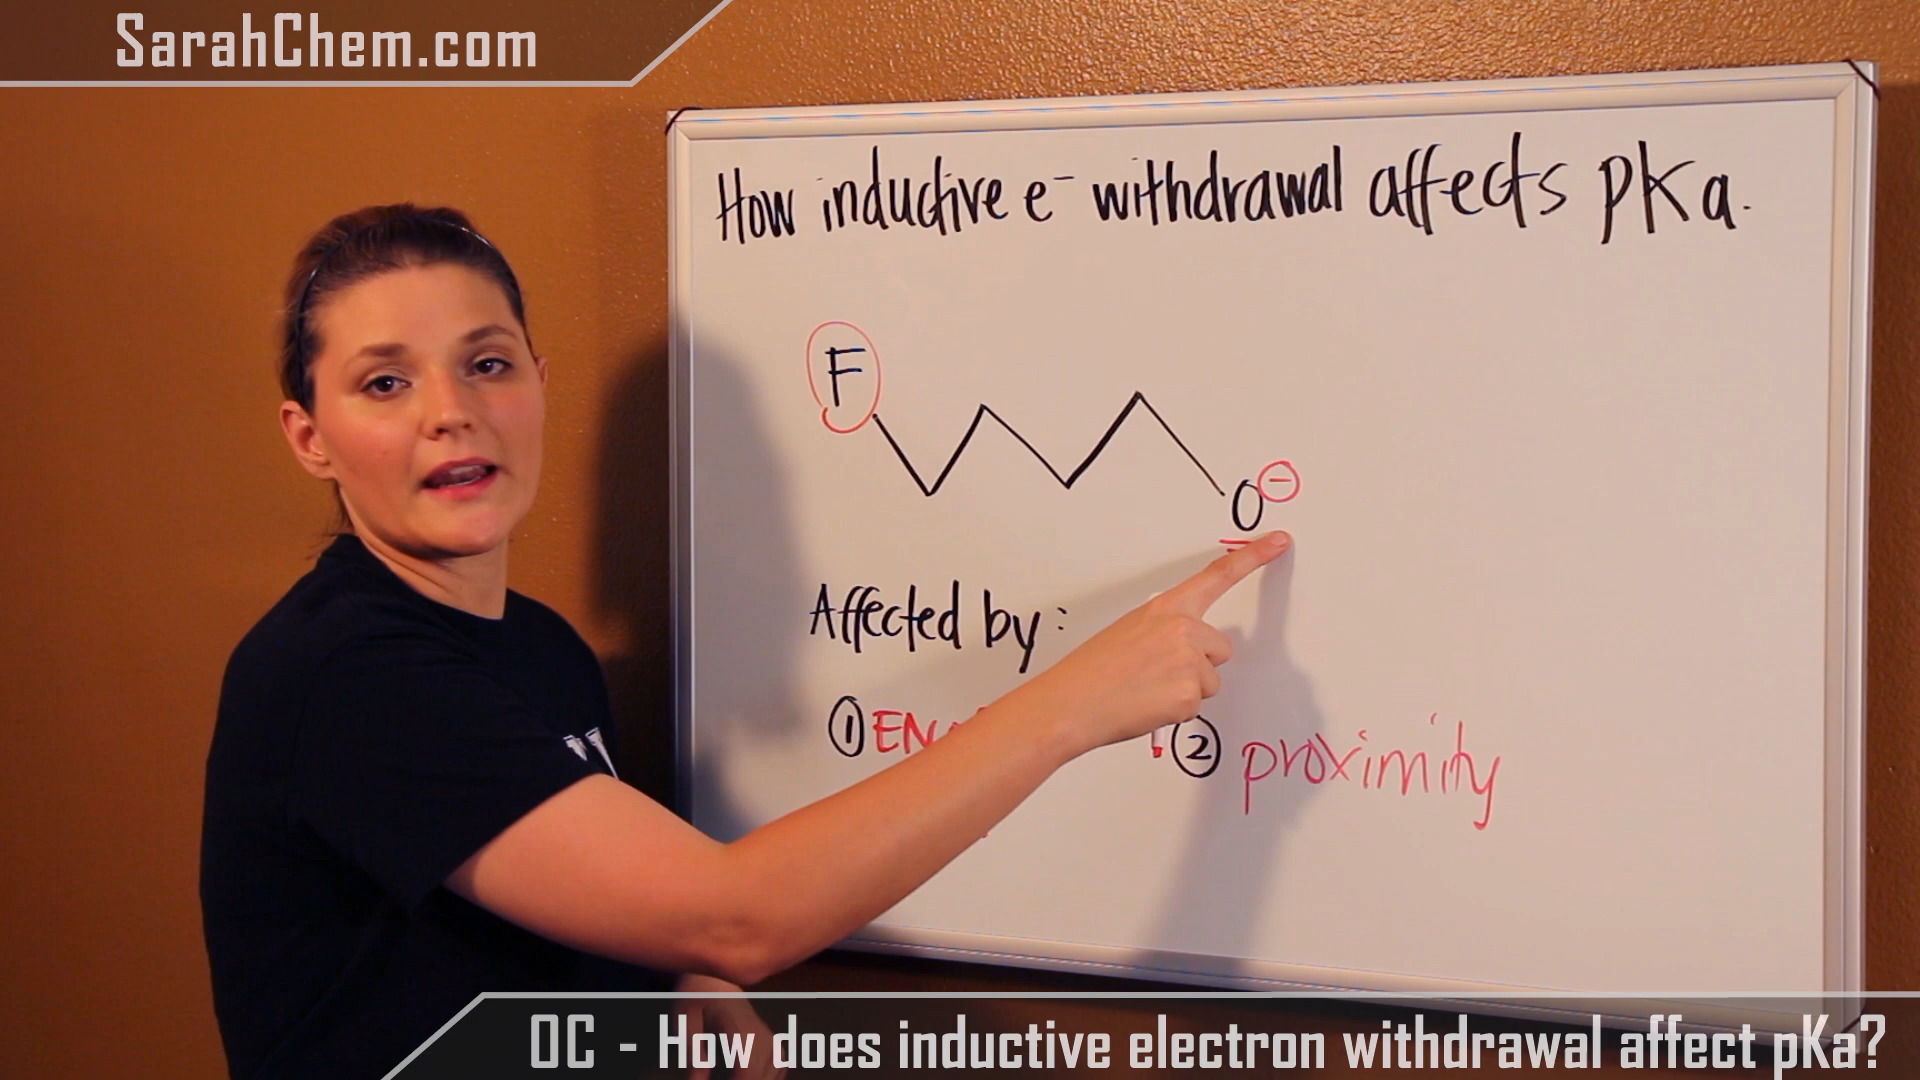 SarahChem.com
How inductive e⁻ withdrawal affects pKa.
F
O⊖
Affected by:
① EN
② proximity
OC - How does inductive electron withdrawal affect pKa?